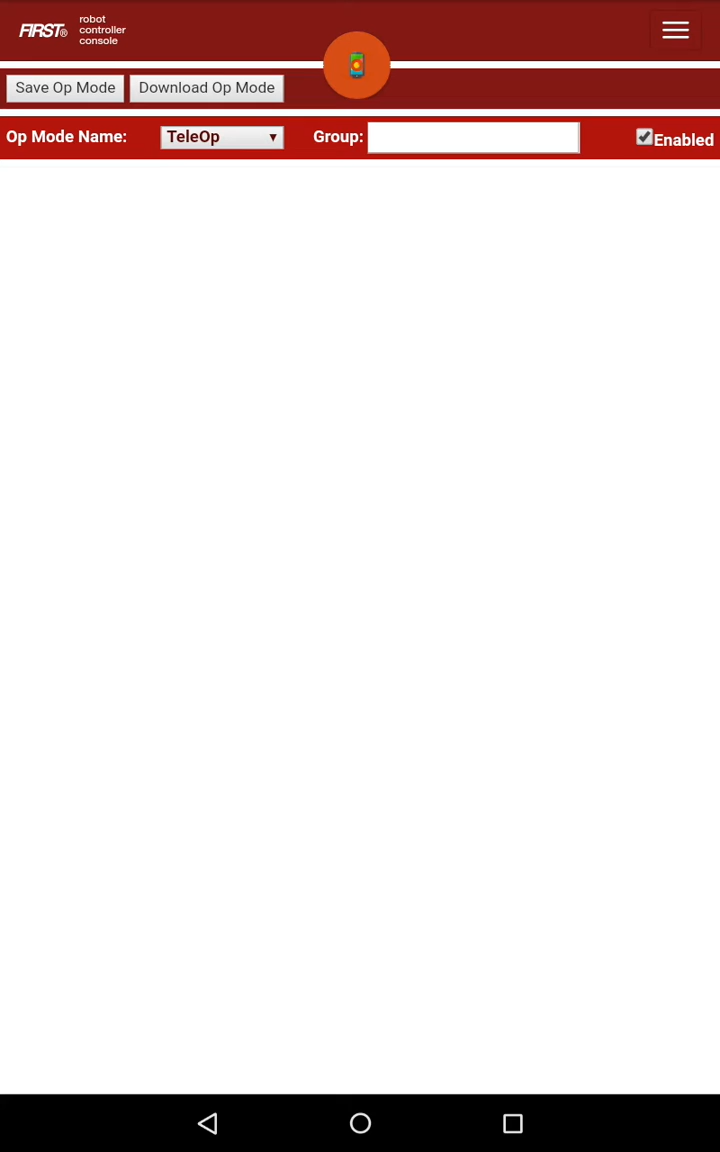 FIRST®
robot
controller
console
Save Op Mode Download Op Mode
Op Mode Name: TeleOp Group: Enabled